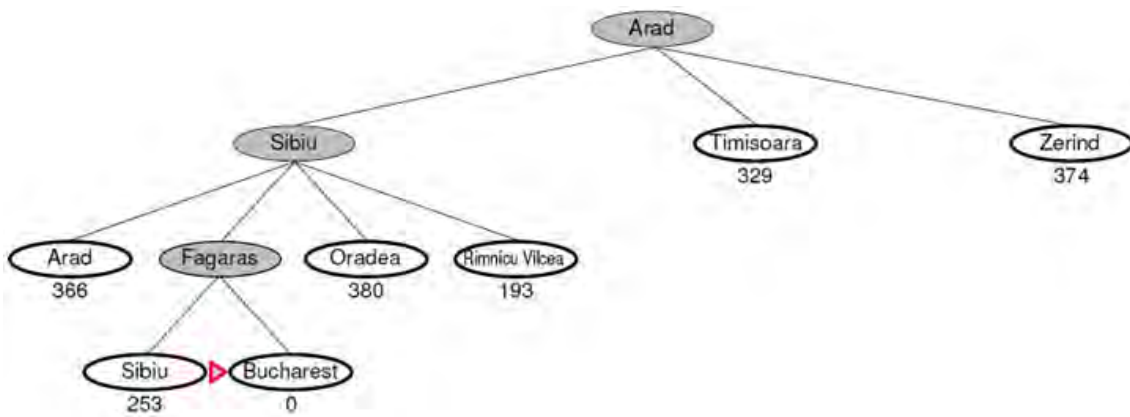 Arad
Sibiu
Timisoara
Zerind
329
374
Arad
Fagaras
Oradea
Rimnicu Vilcea
366
380
193
Sibiu
Bucharest
253
0